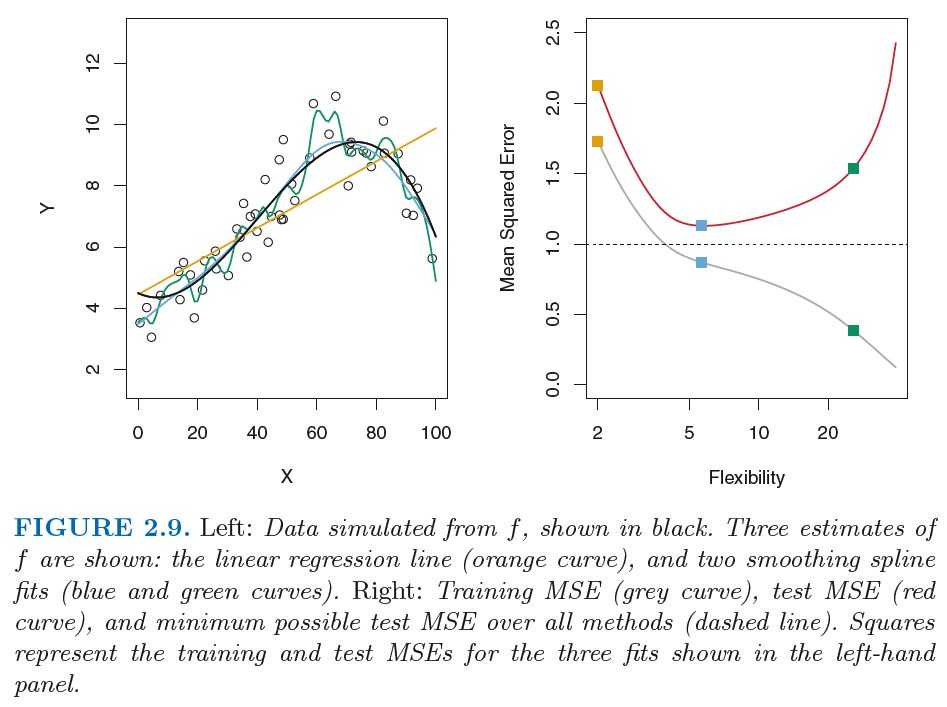 12
10
8
6
4
2
Y
0 20 40 60 80 100
X
2.5
2.0
1.5
1.0
0.5
0.0
Mean Squared Error
2 5 10 20
Flexibility
FIGURE 2.9. Left: Data simulated from f, shown in black. Three estimates of
f are shown: the linear regression line (orange curve), and two smoothing spline
fits (blue and green curves). Right: Training MSE (grey curve), test MSE (red
curve), and minimum possible test MSE over all methods (dashed line). Squares
represent the training and test MSEs for the three fits shown in the left-hand
panel.